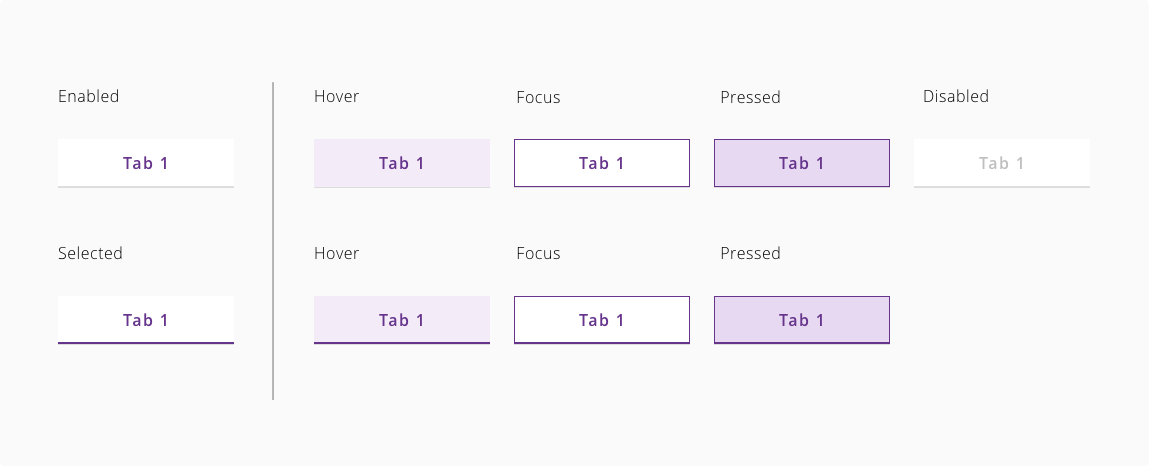 Enabled
Hover
Focus
Pressed
Disabled
Tab 1
Tab 1
Tab 1
Tab 1
Tab 1
Selected
Hover
Focus
Pressed
Tab 1
Tab 1
Tab 1
Tab 1